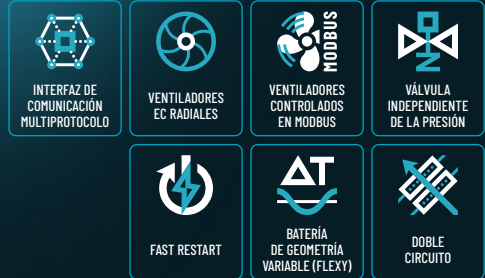 INTERFAZ DE
COMUNICACIÓN
MULTIPROTOCOLO
VENTILADORES
EC RADIALES
MODBUS
VENTILADORES
CONTROLADOS
EN MODBUS
VÁLVULA
INDEPENDIENTE
DE LA PRESIÓN
FAST RESTART
ΔT
BATERÍA
DE GEOMETRÍA
VARIABLE (FLEXY)
DOBLE
CIRCUITO